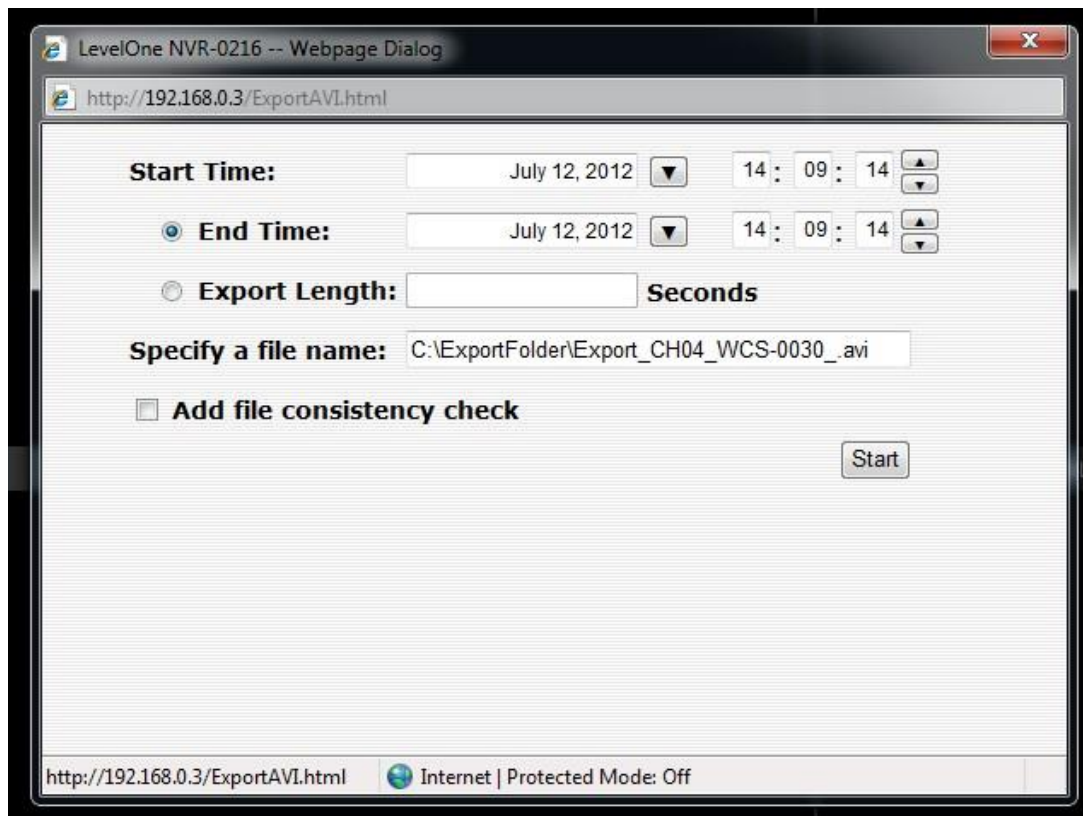 LevelOne NVR-0216 -- Webpage Dialog
http://192.168.0.3/ExportAVI.html
Start Time: July 12, 2012 14 : 09 : 14
End Time: July 12, 2012 14 : 09 : 14
Export Length: Seconds
Specify a file name: C:\ExportFolder\Export_CH04_WCS-0030_.avi
Add file consistency check
Start
http://192.168.0.3/ExportAVI.html Internet | Protected Mode: Off